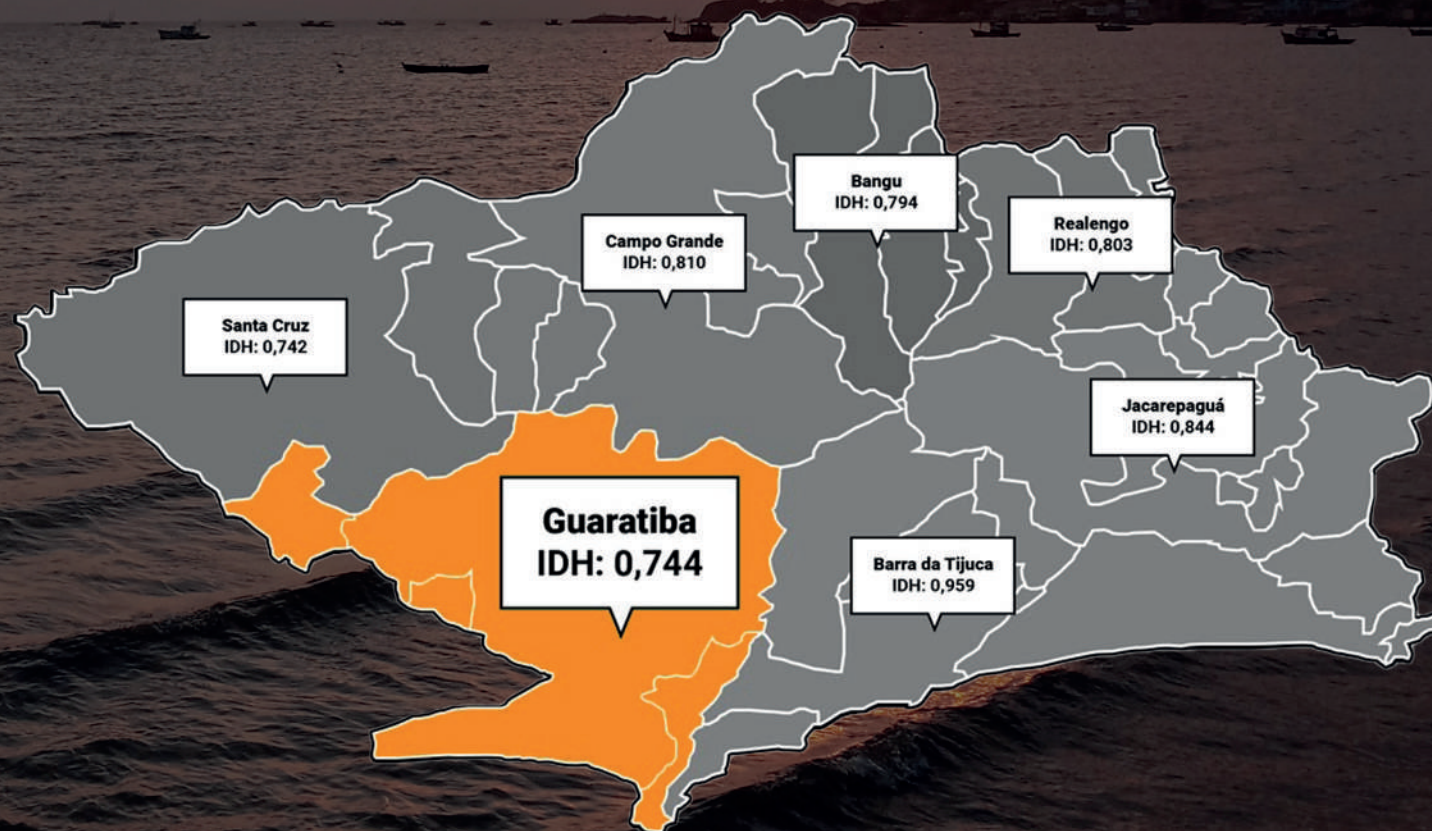 Bangu
IDH: 0,794
Realengo
IDH: 0,803
Campo Grande
IDH: 0,810
Santa Cruz
IDH: 0,742
Jacarepaguá
IDH: 0,844
Guaratiba
IDH: 0,744
Barra da Tijuca
IDH: 0,959